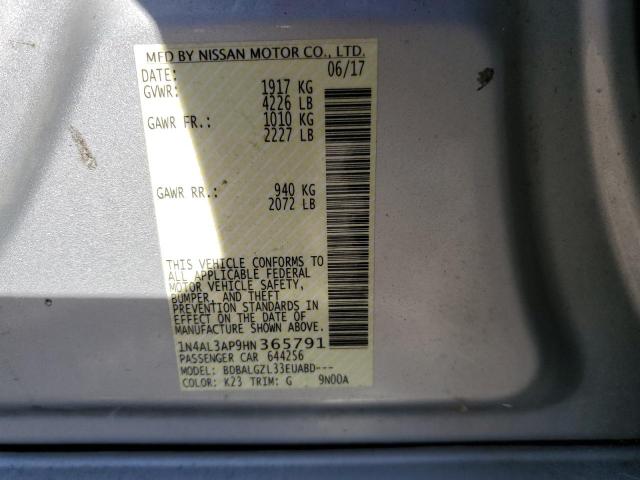 MFD BY NISSAN MOTOR CO., LTD.
DATE: 06/17
GVWR: 1917 KG
4226 LB
GAWR FR.: 1010 KG
2227 LB
GAWR RR.: 940 KG
2072 LB
THIS VEHICLE CONFORMS TO
ALL APPLICABLE FEDERAL
MOTOR VEHICLE SAFETY,
BUMPER, AND THEFT
PREVENTION STANDARDS IN
EFFECT ON THE DATE OF
MANUFACTURE SHOWN ABOVE.
1N4AL3AP9HN365791
PASSENGER CAR 644256
MODEL: BDBALGZL33EUABD---
COLOR: K23 TRIM: G 9N00A